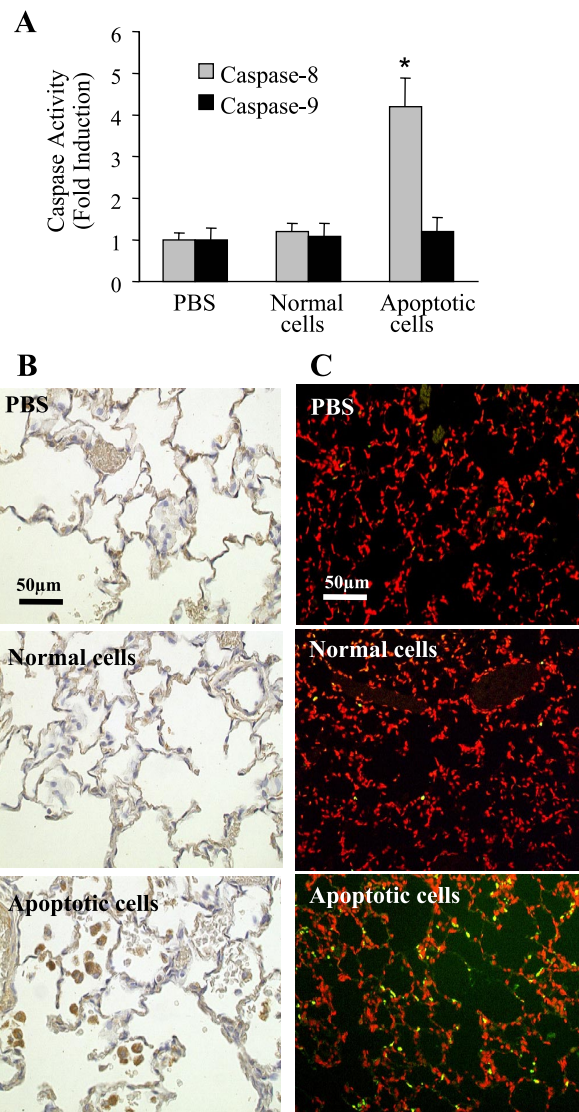 A
Caspase Activity
(Fold Induction)
6
5
4
3
2
1
0
Caspase-8
Caspase-9
*
PBS
Normal
cells
Apoptotic
cells
B
C
PBS
50µm
PBS
50µm
Normal cells
Normal cells
Apoptotic cells
Apoptotic cells